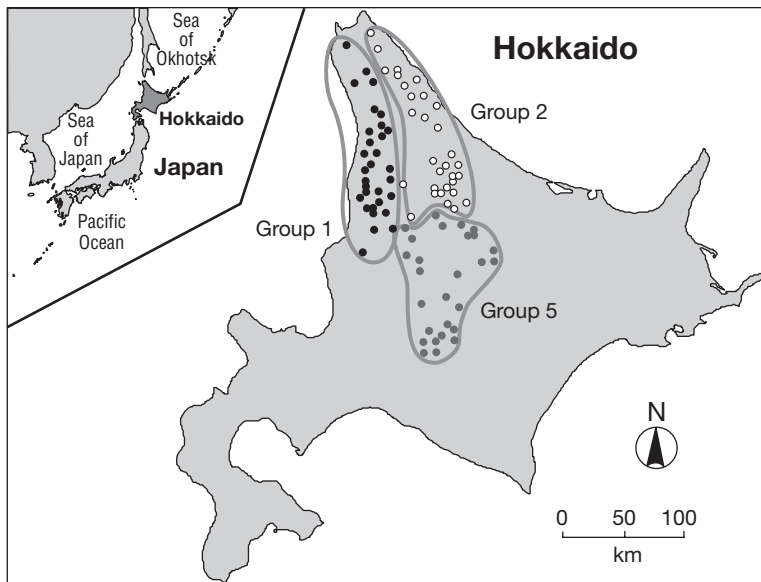 Sea
of
Okhotsk
Sea
of
Japan
Hokkaido
Japan
Pacific
Ocean
Hokkaido
Group 2
Group 1
Group 5
N
0 50 100
km